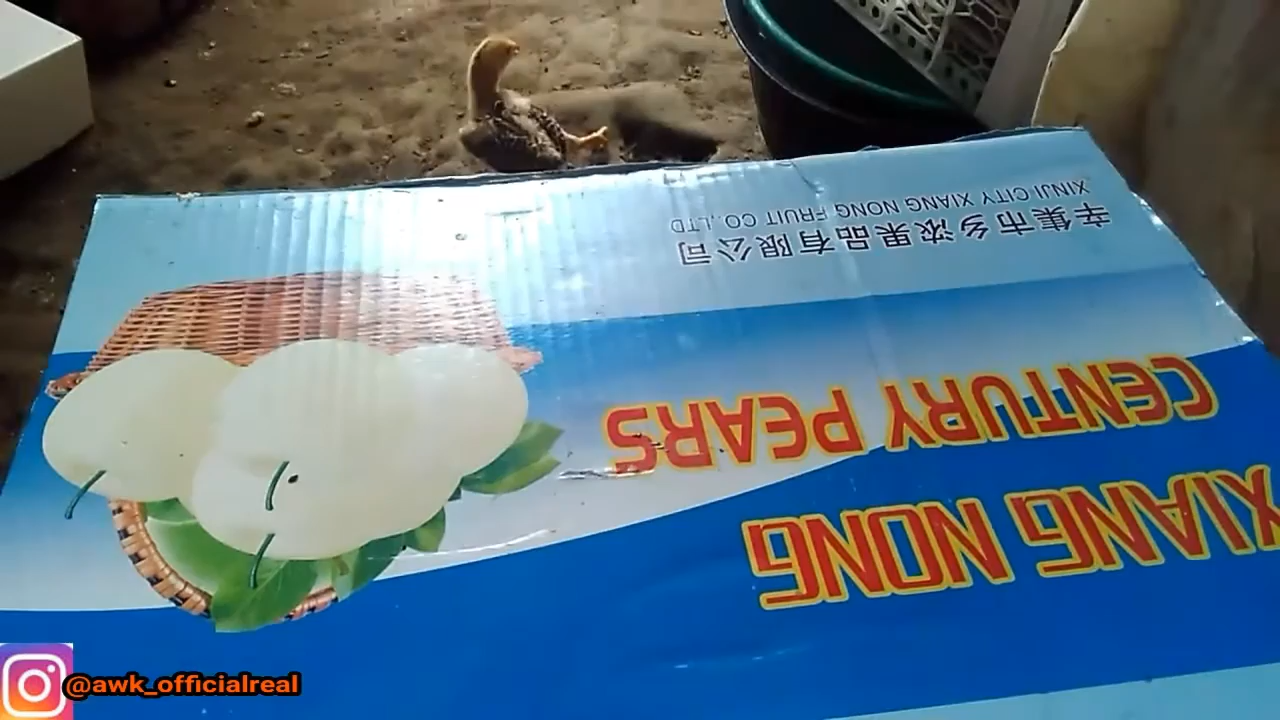 XIANG NONG
CENTURY PEARS
辛集市乡浓果品有限公司
XINJI CITY XIANG NONG FRUIT CO.,LTD
@awk_officialreal